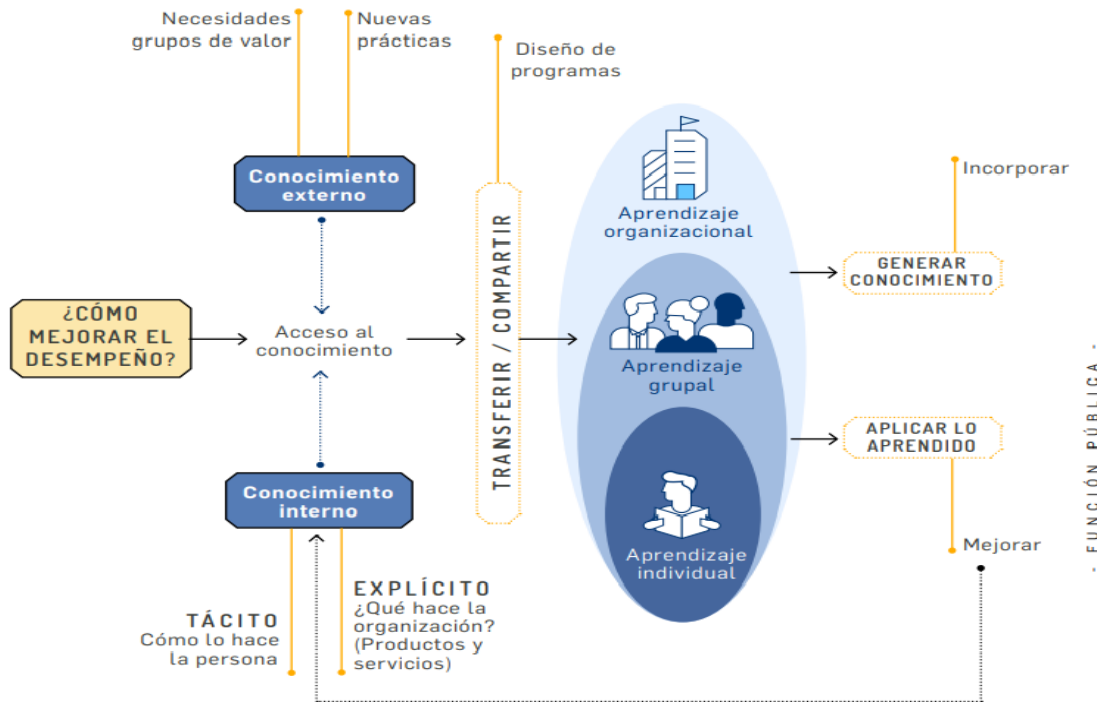 Necesidades
grupos de valor
Nuevas
prácticas
Diseño de
programas
Conocimiento
externo
¿CÓMO
MEJORAR EL
DESEMPEÑO?
Acceso al
conocimiento
Conocimiento
interno
TÁCITO
Cómo lo hace
la persona
EXPLÍCITO
¿Qué hace la
organización?
(Productos y
servicios)
TRANSFERIR / COMPARTIR
Aprendizaje
organizacional
Aprendizaje
grupal
Aprendizaje
individual
Incorporar
GENERAR
CONOCIMIENTO
APLICAR LO
APRENDIDO
Mejorar
- FUNCIÓN PÚBLICA -